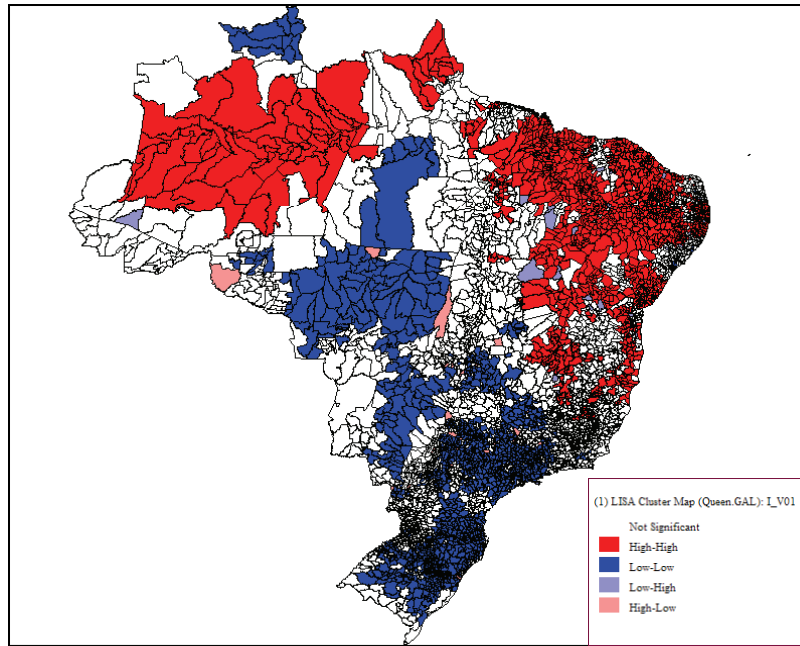 (1) LISA Cluster Map (Queen.GAL): I_V01
Not Significant
High-High
Low-Low
Low-High
High-Low